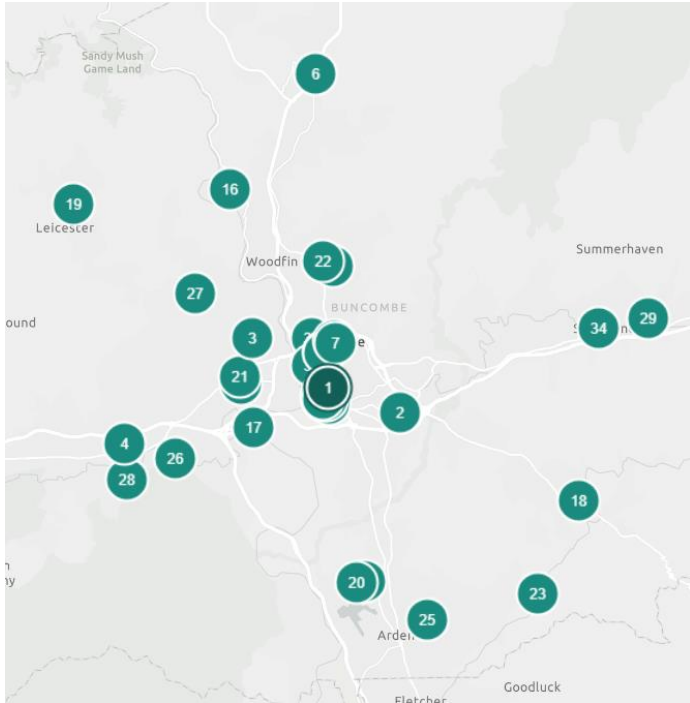 Sandy Mush
Game Land
6
16
19
Leicester
22
Woodfin
Summerhaven
27
BUNCOMBE
29
34
ound
3
7
e
21
1
2
17
4
26
28
18
20
23
25
Arden
Goodluck
Fletcher